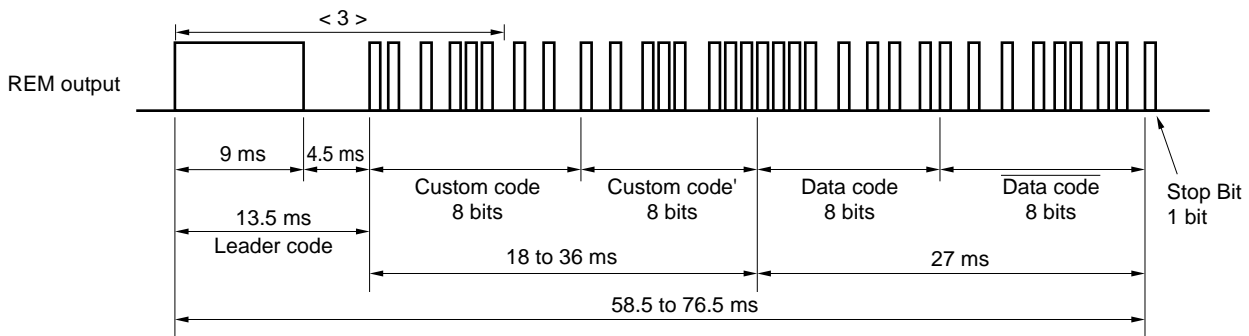 < 3 >
REM output
9 ms
4.5 ms
Custom code
8 bits
Custom code'
8 bits
Data code
8 bits
Data code
8 bits
Stop Bit
1 bit
13.5 ms
Leader code
18 to 36 ms
27 ms
58.5 to 76.5 ms